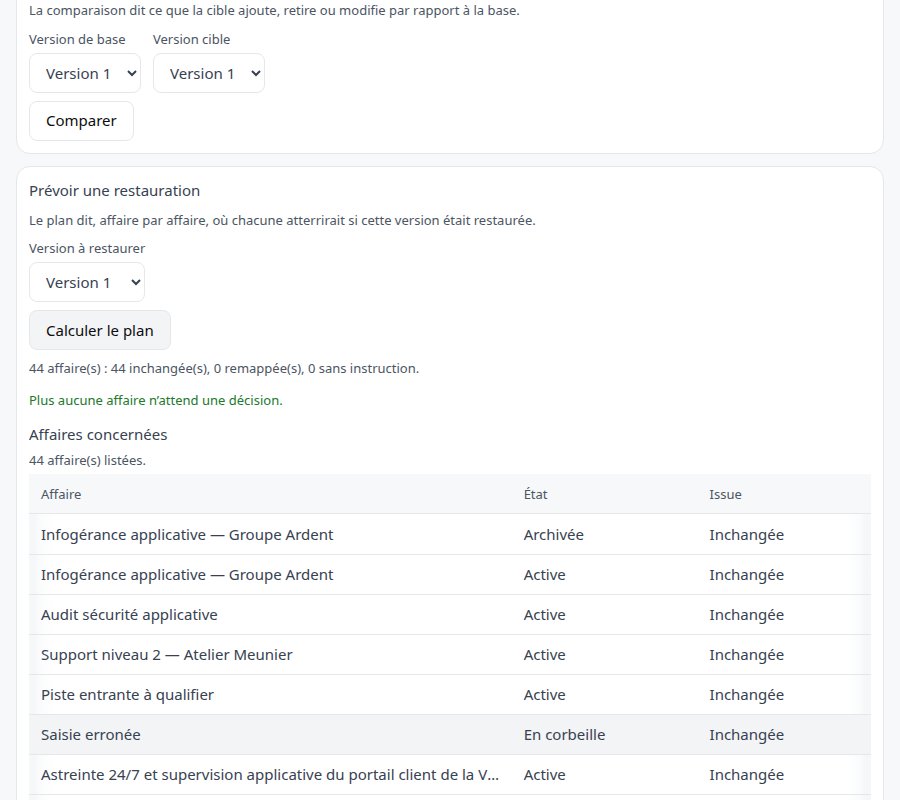 La comparaison dit ce que la cible ajoute, retire ou modifie par rapport à la base.
Version de base Version cible
Version 1 Version 1
Comparer
Prévoir une restauration
Le plan dit, affaire par affaire, où chacune atterrirait si cette version était restaurée.
Version à restaurer
Version 1
Calculer le plan
44 affaire(s) : 44 inchangée(s), 0 remappée(s), 0 sans instruction.
Plus aucune affaire n’attend une décision.
Affaires concernées
44 affaire(s) listées.
Affaire État Issue
Infogérance applicative — Groupe Ardent Archivée Inchangée
Infogérance applicative — Groupe Ardent Active Inchangée
Audit sécurité applicative Active Inchangée
Support niveau 2 — Atelier Meunier Active Inchangée
Piste entrante à qualifier Active Inchangée
Saisie erronée En corbeille Inchangée
Astreinte 24/7 et supervision applicative du portail client de la V... Active Inchangée